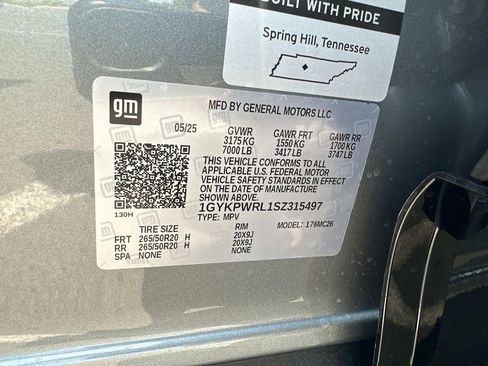 BUILT WITH PRIDE
Spring Hill, Tennessee
gm
MFD BY GENERAL MOTORS LLC
05/25 GVWR GAWR FRT GAWR RR
3175 KG 1550 KG 1700 KG
7000 LB 3417 LB 3747 LB
THIS VEHICLE CONFORMS TO ALL
APPLICABLE U.S. FEDERAL MOTOR
VEHICLE SAFETY STANDARDS IN EFFECT
ON THE DATE OF MANUFACTURE
SHOWN ABOVE.
1GYKPWRL1SZ315497
130H TYPE: MPV MODEL: 176MC26
TIRE SIZE RIM
FRT 265/50R20 H 20X9J
RR 265/50R20 H 20X9J
SPA NONE NONE